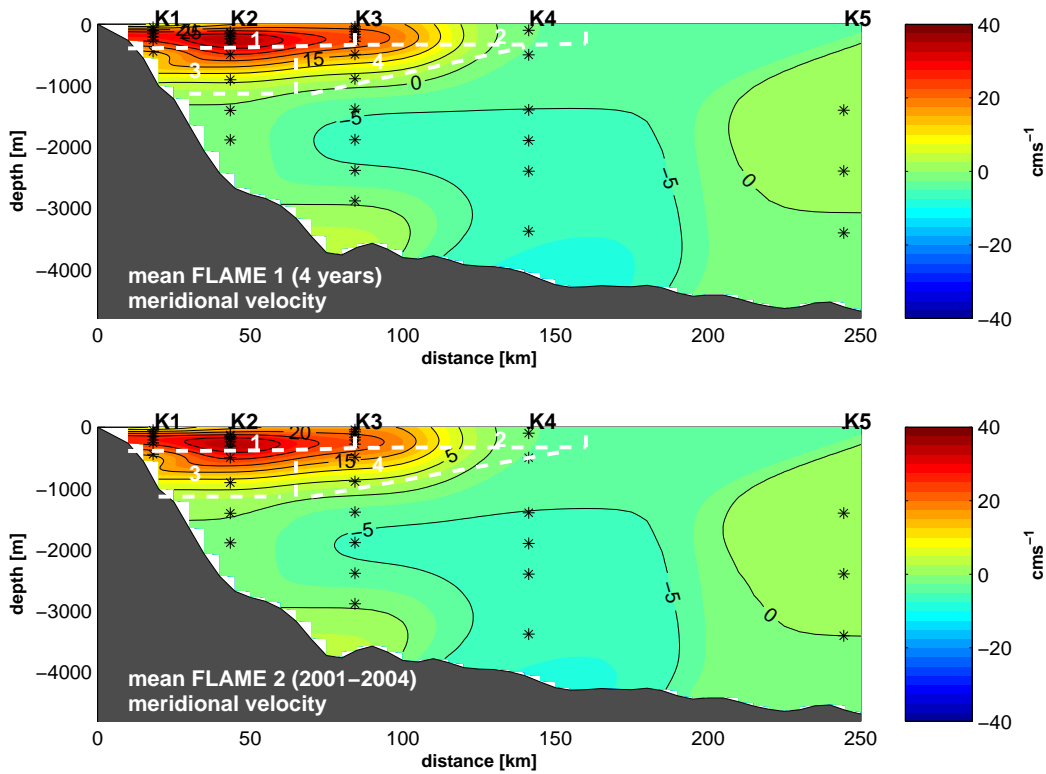 K1 K2 K3 K4 K5
0
−1000
−2000
−3000
−4000
depth [m]
25
1
2
3
4
15
0
−5
−5
0
mean FLAME 1 (4 years)
meridional velocity
0 50 100 150 200 250
distance [km]
40
20
0
−20
−40
cms−1
K1 K2 K3 K4 K5
0
−1000
−2000
−3000
−4000
depth [m]
20
1
1
2
3
4
15
5
−5
−5
0
mean FLAME 2 (2001−2004)
meridional velocity
0 50 100 150 200 250
distance [km]
40
20
0
−20
−40
cms−1